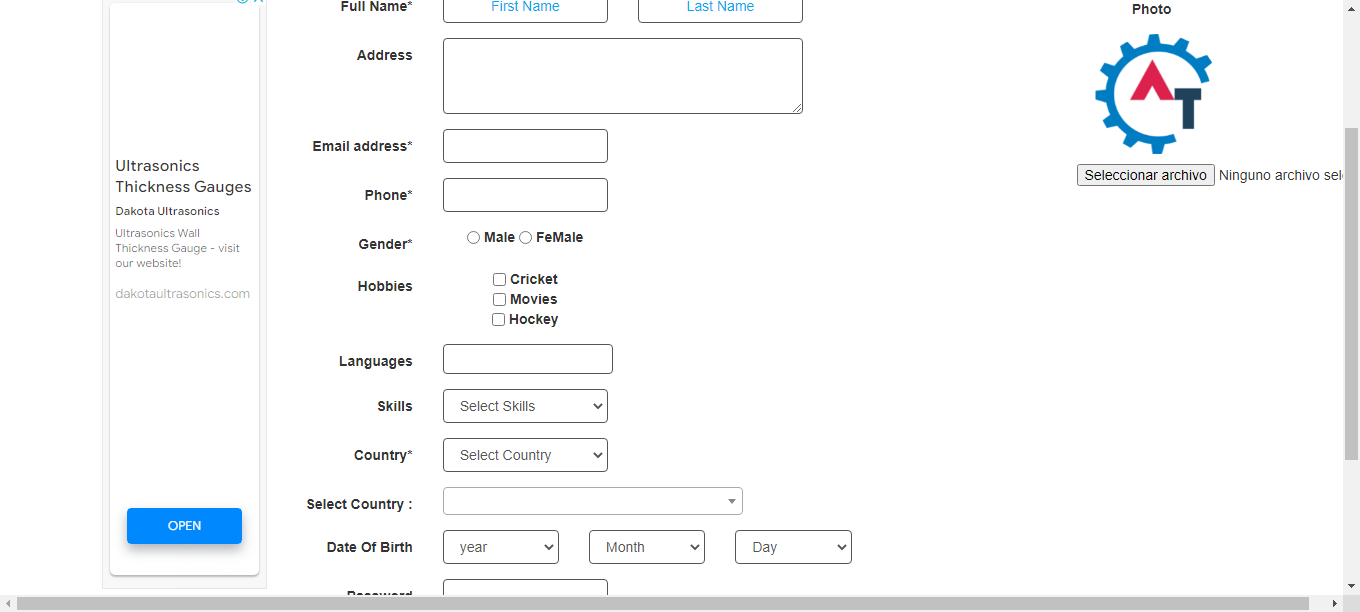 Full Name*
First Name
Last Name
Photo
Address
AT
Email address*
Phone*
Seleccionar archivo Ninguno archivo sel
Gender*
Male FeMale
Hobbies
Cricket
Movies
Hockey
Languages
Skills
Select Skills
Country*
Select Country
Select Country :
Date Of Birth
year
Month
Day
Password
Ultrasonics
Thickness Gauges
Dakota Ultrasonics
Ultrasonics Wall
Thickness Gauge - visit
our website!
dakotaultrasonics.com
OPEN